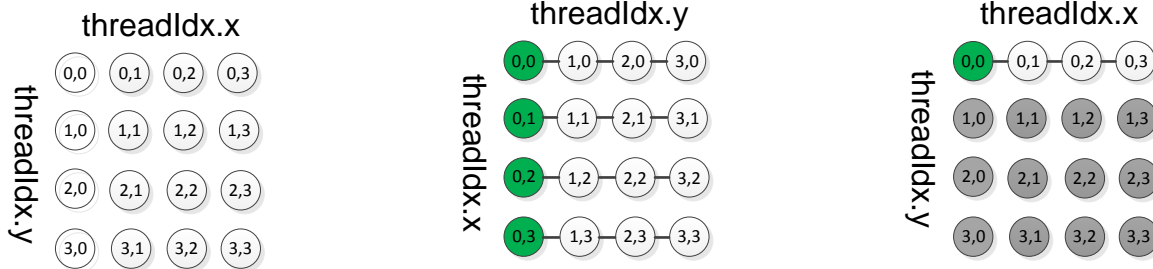 threadIdx.x
0,0 0,1 0,2 0,3
1,0 1,1 1,2 1,3
2,0 2,1 2,2 2,3
3,0 3,1 3,2 3,3
threadIdx.y
threadIdx.y
0,0 1,0 2,0 3,0
0,1 1,1 2,1 3,1
0,2 1,2 2,2 3,2
0,3 1,3 2,3 3,3
threadIdx.x
threadIdx.x
0,0 0,1 0,2 0,3
1,0 1,1 1,2 1,3
2,0 2,1 2,2 2,3
3,0 3,1 3,2 3,3
threadIdx.y